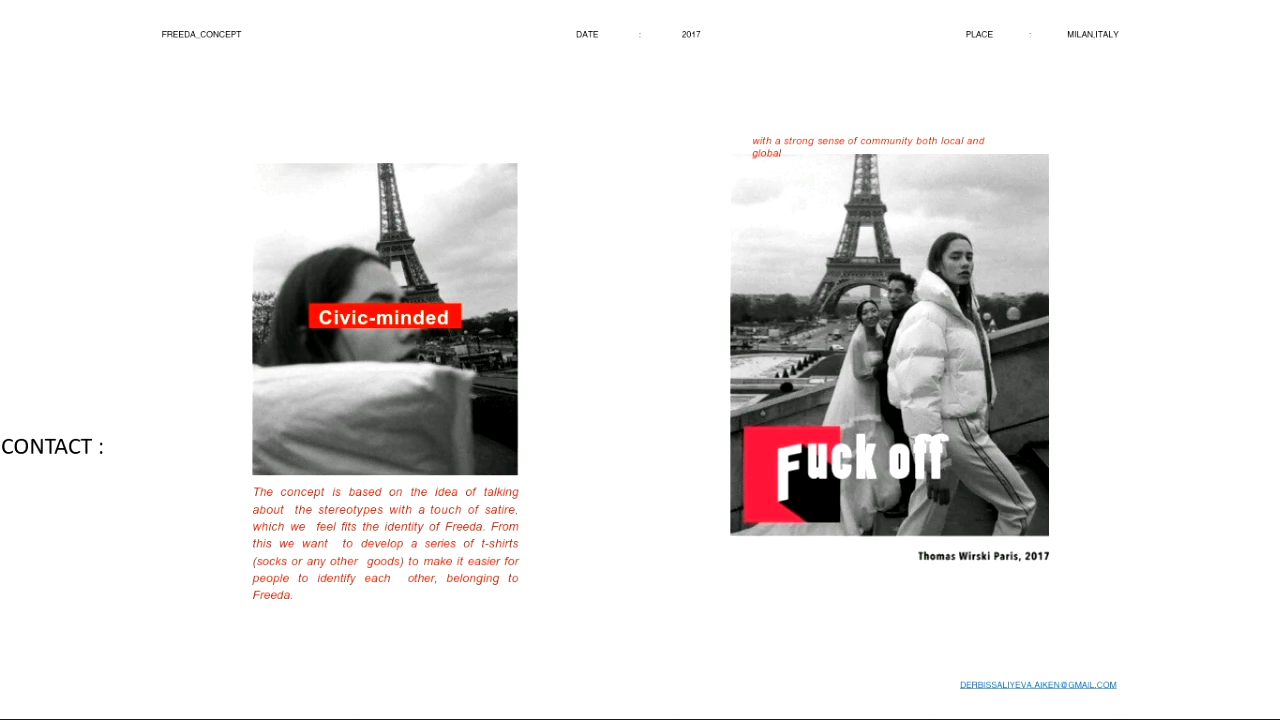 FREEDA_CONCEPT DATE : 2017 PLACE : MILAN,ITALY
with a strong sense of community both local and
global
Civic-minded
Fuck off
CONTACT :
The concept is based on the idea of talking
about the stereotypes with a touch of satire,
which we feel fits the identity of Freeda. From
this we want to develop a series of t-shirts
(socks or any other goods) to make it easier for
people to identify each other, belonging to
Freeda.
Thomas Wirski Paris, 2017
DERBISSALIYEVA.AIKEN@GMAIL.COM